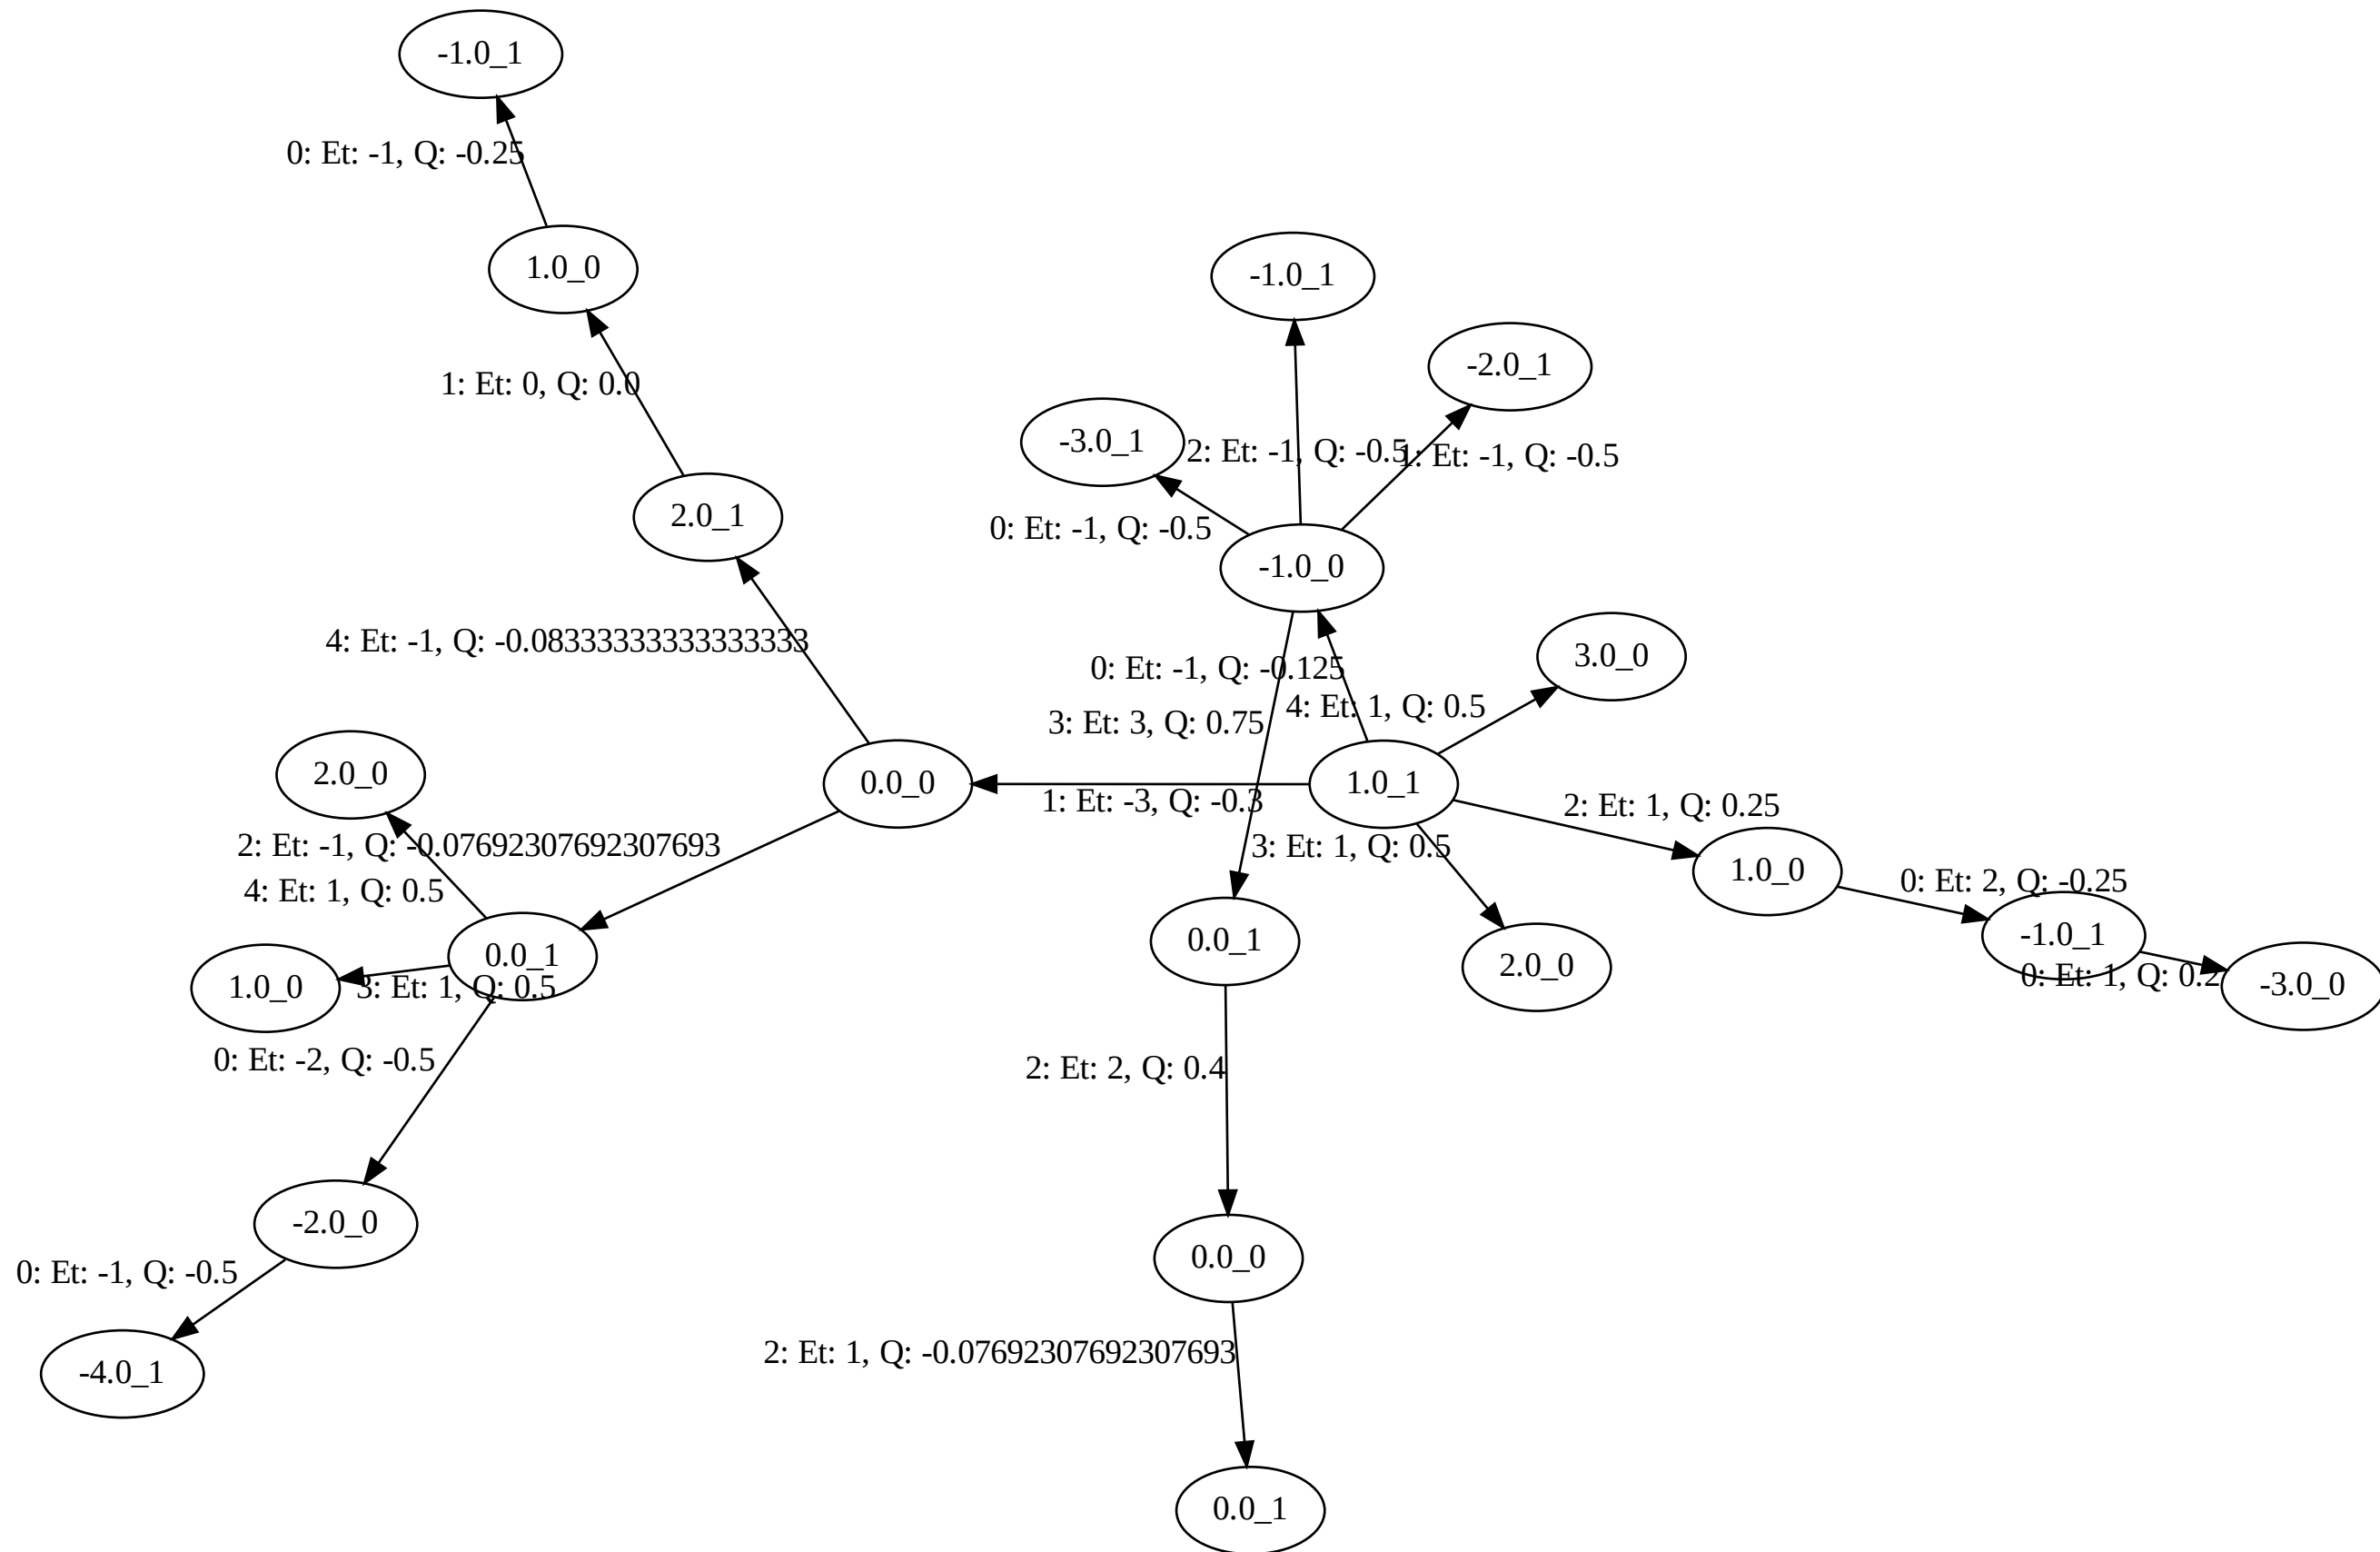 -1.0_1
0: Et: -1, Q: -0.25
1.0_0
-1.0_1
-2.0_1
1: Et: 0, Q: 0.0
-3.0_1
2: Et: -1, Q: -0.5
1: Et: -1, Q: -0.5
2.0_1
0: Et: -1, Q: -0.5
-1.0_0
4: Et: -1, Q: -0.08333333333333333
3.0_0
0: Et: -1, Q: -0.125
4: Et: 1, Q: 0.5
3: Et: 3, Q: 0.75
2.0_0
0.0_0
1.0_1
1: Et: -3, Q: -0.3
2: Et: 1, Q: 0.25
2: Et: -1, Q: -0.07692307692307693
3: Et: 1, Q: 0.5
1.0_0
4: Et: 1, Q: 0.5
0: Et: 2, Q: -0.25
0.0_1
0.0_1
-1.0_1
2.0_0
1.0_0
3: Et: 1, Q: 0.5
0: Et: 1, Q: 0.2
-3.0_0
0: Et: -2, Q: -0.5
2: Et: 2, Q: 0.4
-2.0_0
0.0_0
0: Et: -1, Q: -0.5
2: Et: 1, Q: -0.07692307692307693
-4.0_1
0.0_1